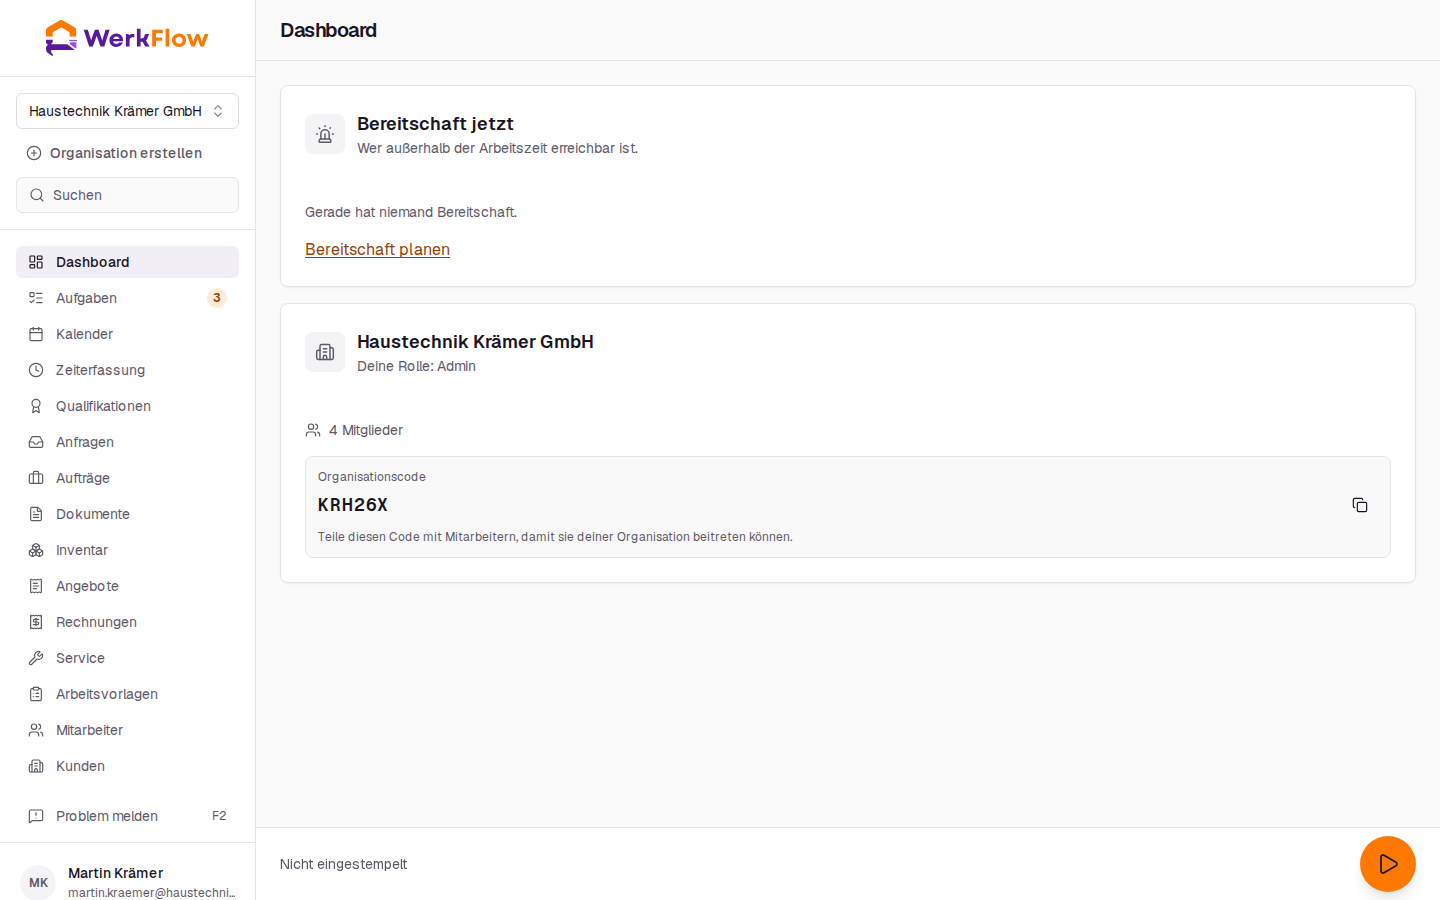 WerkFlow
Haustechnik Krämer GmbH
Organisation erstellen
Suchen
Dashboard
Aufgaben 3
Kalender
Zeiterfassung
Qualifikationen
Anfragen
Aufträge
Dokumente
Inventar
Angebote
Rechnungen
Service
Arbeitsvorlagen
Mitarbeiter
Kunden
Problem melden F2
MK
Martin Krämer
martin.kraemer@haustechni...
Dashboard
Bereitschaft jetzt
Wer außerhalb der Arbeitszeit erreichbar ist.
Gerade hat niemand Bereitschaft.
Bereitschaft planen
Haustechnik Krämer GmbH
Deine Rolle: Admin
4 Mitglieder
Organisationscode
KRH26X
Teile diesen Code mit Mitarbeitern, damit sie deiner Organisation beitreten können.
Nicht eingestempelt